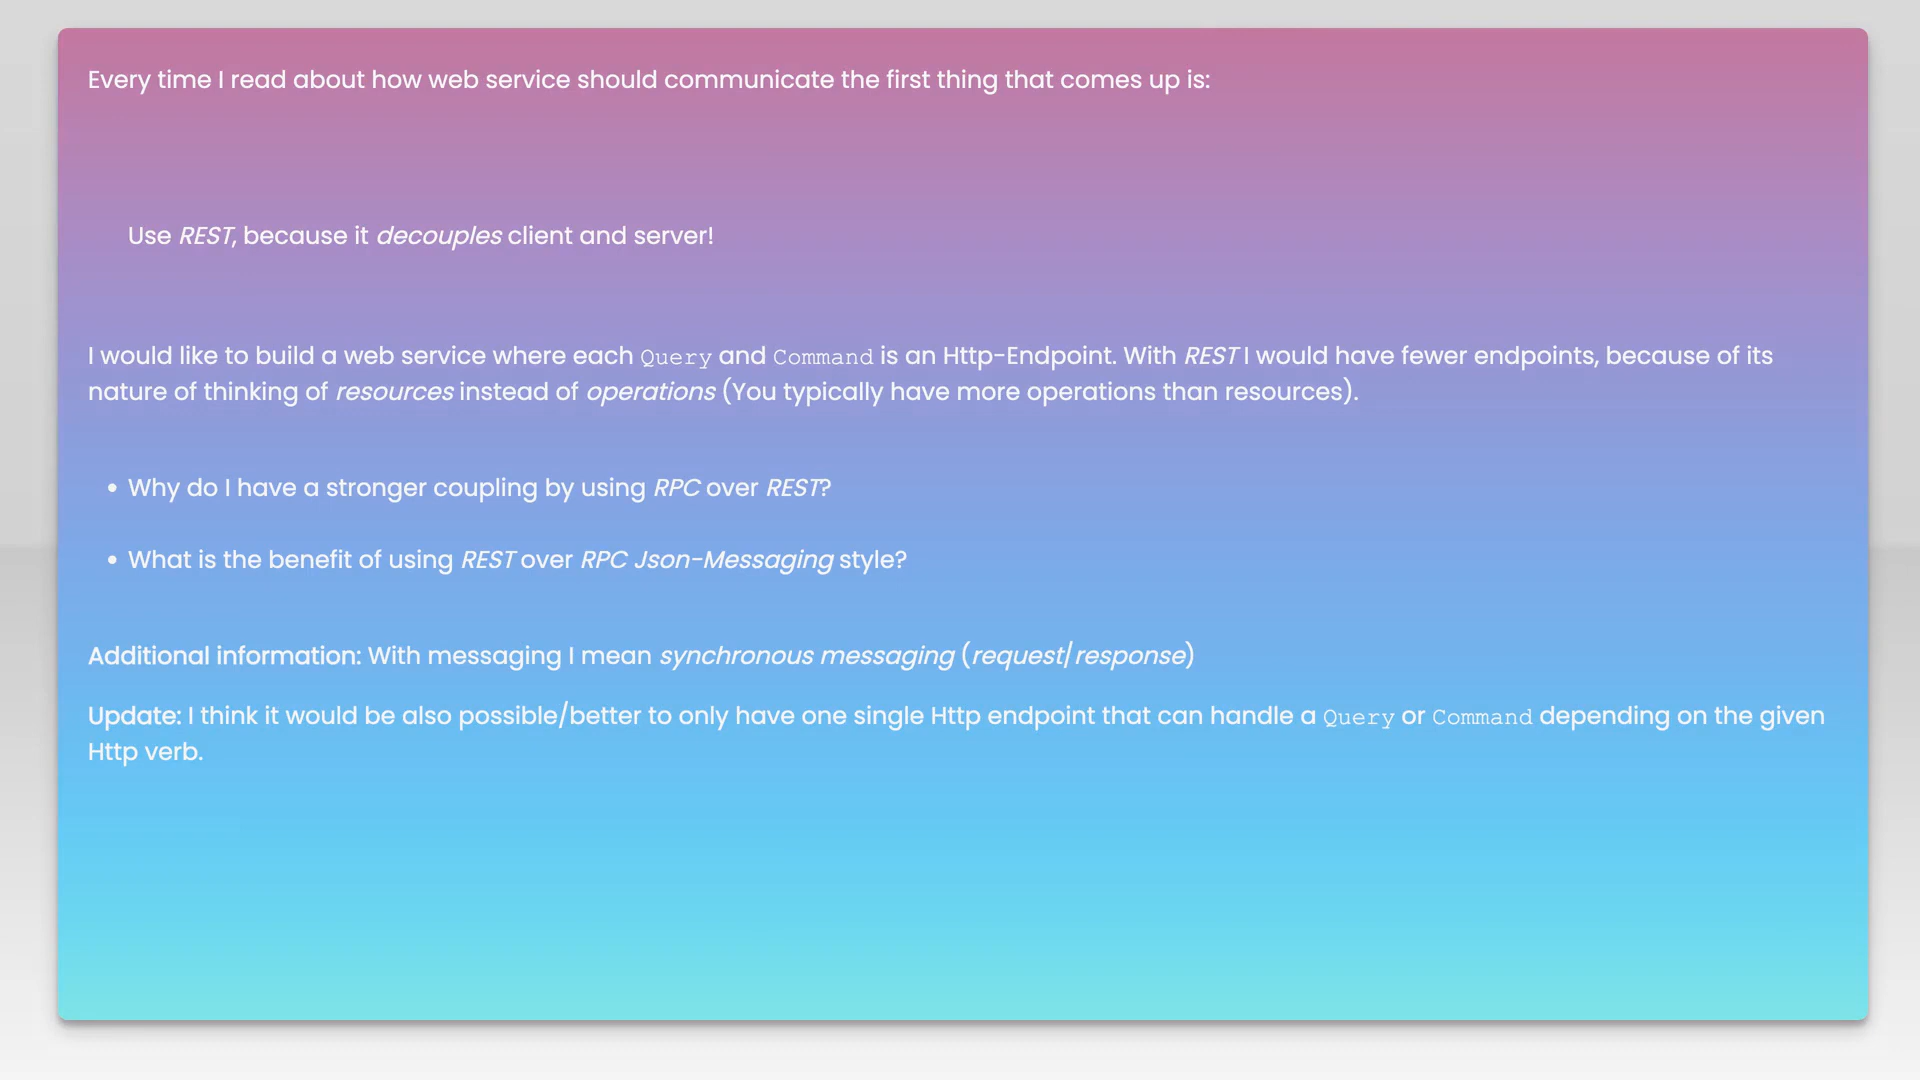 Every time I read about how web service should communicate the first thing that comes up is:
Use REST, because it decouples client and server!
I would like to build a web service where each Query and Command is an Http-Endpoint. With REST I would have fewer endpoints, because of its
nature of thinking of resources instead of operations (You typically have more operations than resources).
• Why do I have a stronger coupling by using RPC over REST?
• What is the benefit of using REST over RPC Json-Messaging style?
Additional information: With messaging I mean synchronous messaging (request/response)
Update: I think it would be also possible/better to only have one single Http endpoint that can handle a Query or Command depending on the given
Http verb.